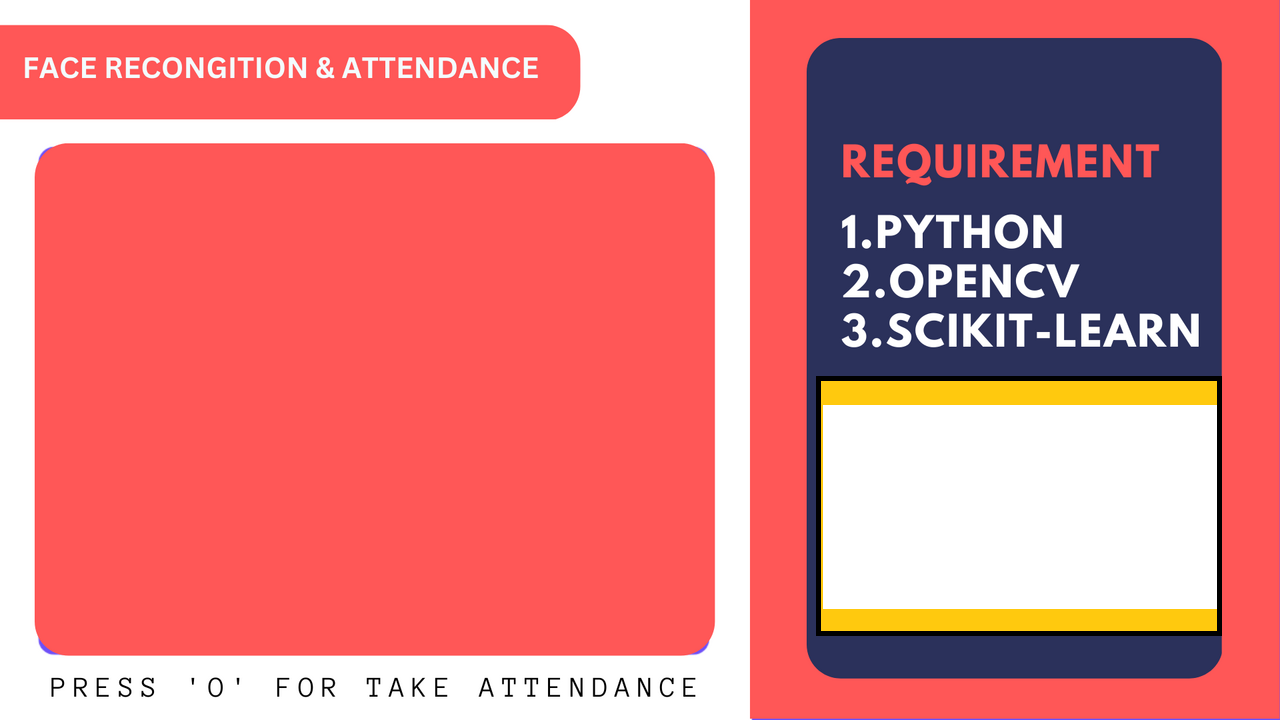 FACE RECONGITION & ATTENDANCE
REQUIREMENT
1.PYTHON
2.OPENCV
3.SCIKIT-LEARN
PRESS 'O' FOR TAKE ATTENDANCE